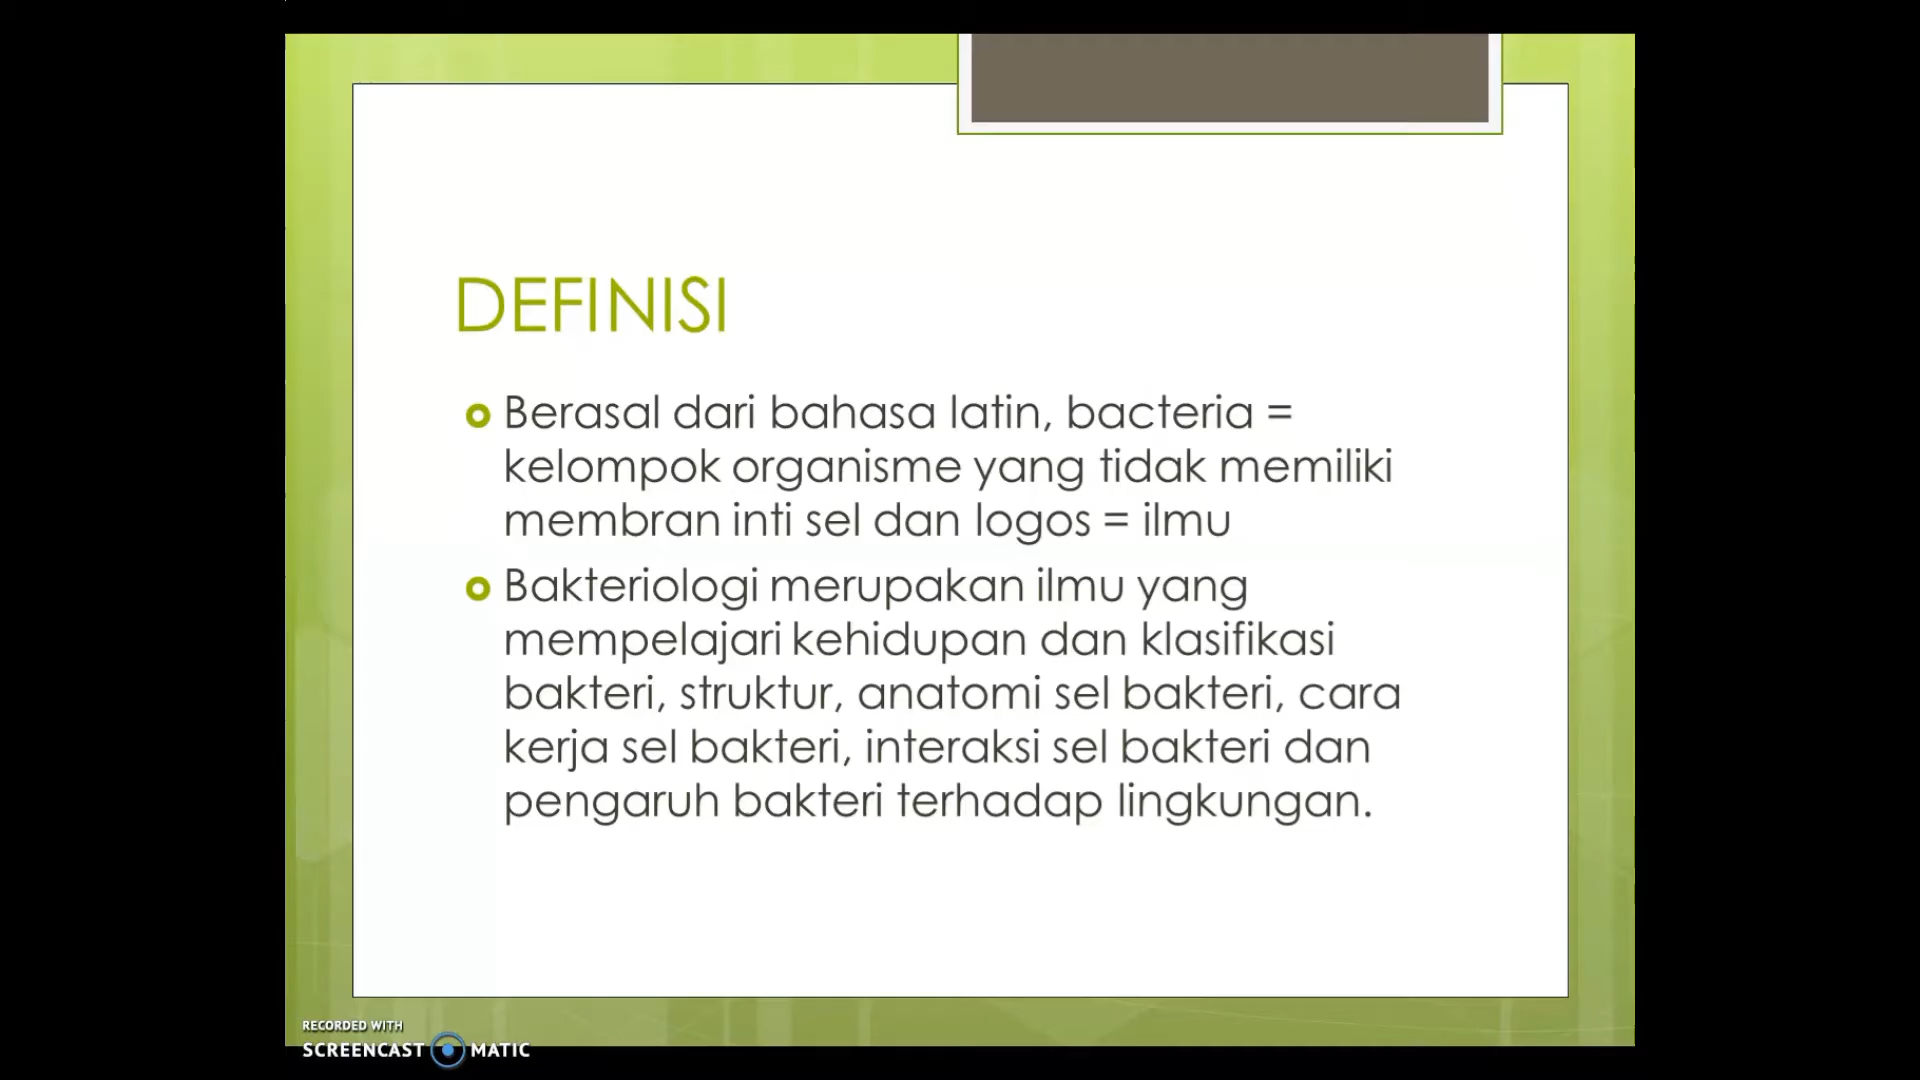 DEFINISI
Berasal dari bahasa latin, bacteria =
kelompok organisme yang tidak memiliki
membran inti sel dan logos = ilmu
Bakteriologi merupakan ilmu yang
mempelajari kehidupan dan klasifikasi
bakteri, struktur, anatomi sel bakteri, cara
kerja sel bakteri, interaksi sel bakteri dan
pengaruh bakteri terhadap lingkungan.
RECORDED WITH
SCREENCAST MATIC